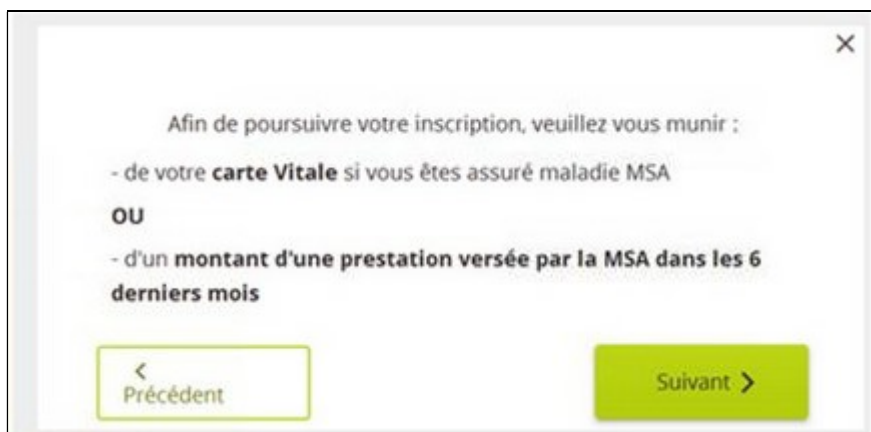 Afin de poursuivre votre inscription, veuillez vous munir :
- de votre carte Vitale si vous êtes assuré maladie MSA
OU
- d'un montant d'une prestation versée par la MSA dans les 6
derniers mois
Précédent
Suivant